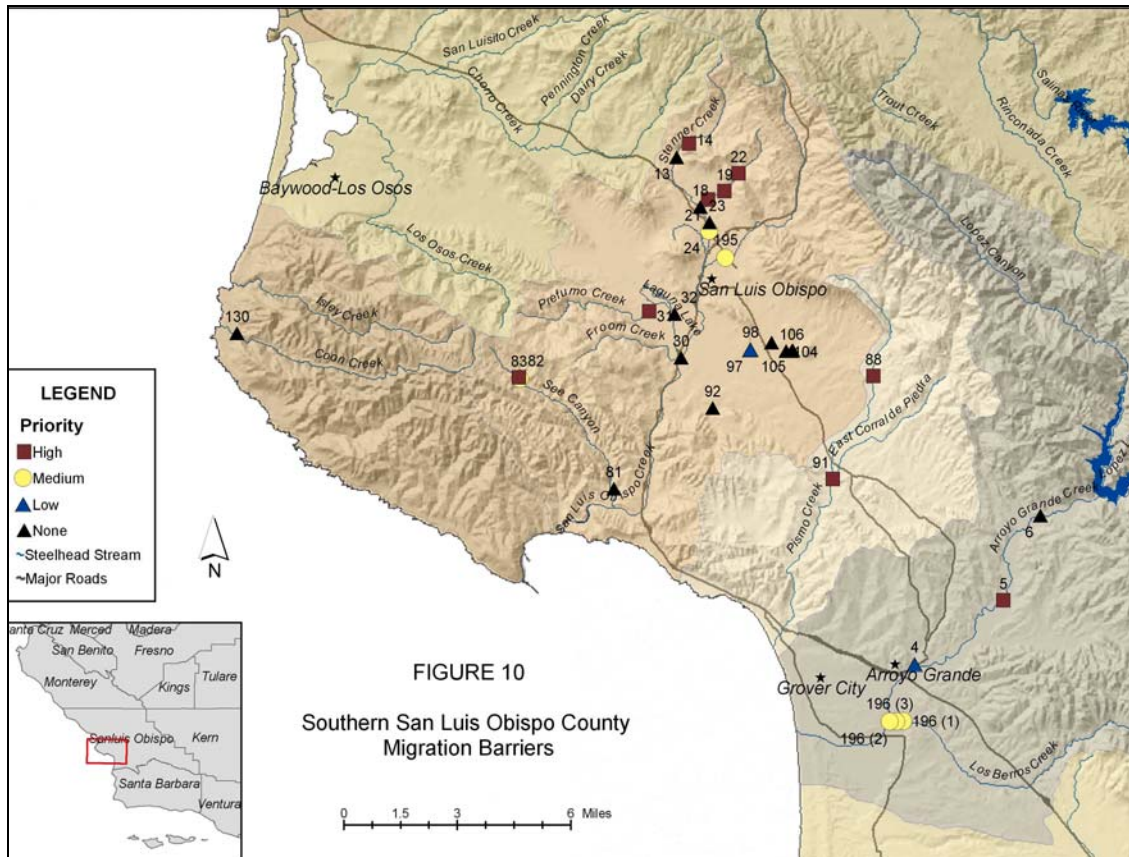 San Luisito Creek
Pennington Creek
Dairy Creek
Chorro Creek
Stenner Creek
Trout Creek
Rinconada Creek
14
13
22
19
18
23
21
24
195
Baywood-Los Osos
Los Osos Creek
San Luis Obispo
Lopez Canyon
Islay Creek
Coon Creek
130
Prefumo Creek
Laguna Lake
32
Froom Creek
30
98
97
106
105
104
88
8382
See Canyon
92
East Corral de Piedra
91
81
San Luis Obispo Creek
Pismo Creek
Arroyo Grande Creek
6
5
4
Arroyo Grande
Grover City
196 (3)
196 (1)
196 (2)
Los Berros Creek
LEGEND
Priority
High
Medium
Low
None
Steelhead Stream
Major Roads
N
Merced
Madera
San Benito
Fresno
Monterey
Kings
Tulare
Sanluis Obispo
Kern
Santa Barbara
Ventura
FIGURE 10
Southern San Luis Obispo County
Migration Barriers
0 1.5 3 6 Miles